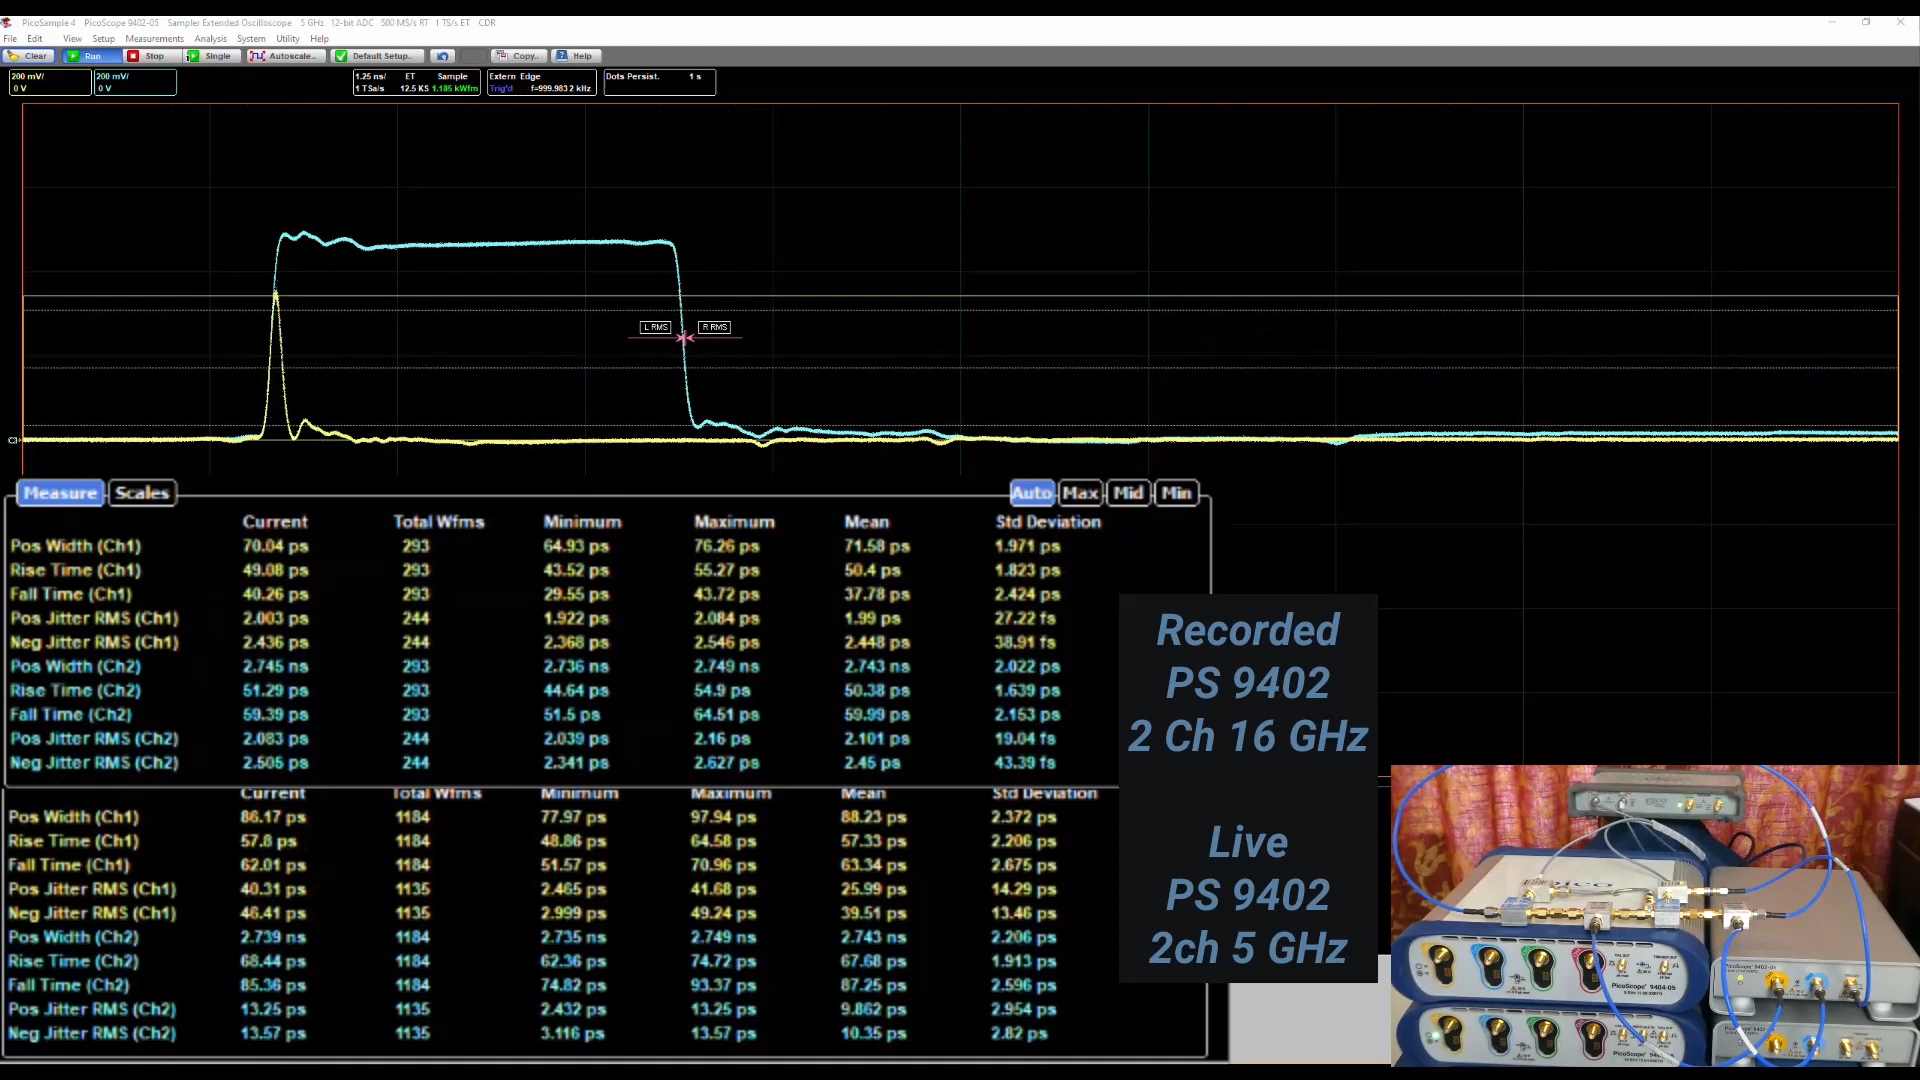 PicoSample 4 PicoScope 9402-05 Sampler Extended Oscilloscope 5 GHz 12-bit ADC 500 MS/s RT 1 TS/s ET CDR
File Edit View Setup Measurements Analysis System Utility Help
Clear Run Stop Single Autoscale.. Default Setup.. Copy.. Help
200 mV/ 200 mV/ 1.25 ns/ ET Sample Extern Edge Dots Persist. 1 s
0 V 0 V 1 TSa/s 12.5 KS 1.185 kWfm Trig'd f=999.983 2 kHz
L RMS R RMS
Measure Scales Auto Max Mid Min
Current Total Wfms Minimum Maximum Mean Std Deviation
Pos Width (Ch1) 70.04 ps 293 64.93 ps 76.26 ps 71.58 ps 1.971 ps
Rise Time (Ch1) 49.08 ps 293 43.52 ps 55.27 ps 50.4 ps 1.823 ps
Fall Time (Ch1) 40.26 ps 293 29.55 ps 43.72 ps 37.78 ps 2.424 ps
Pos Jitter RMS (Ch1) 2.003 ps 244 1.922 ps 2.084 ps 1.99 ps 27.22 fs
Neg Jitter RMS (Ch1) 2.436 ps 244 2.368 ps 2.546 ps 2.448 ps 38.91 fs
Pos Width (Ch2) 2.745 ns 293 2.736 ns 2.749 ns 2.743 ns 2.022 ps
Rise Time (Ch2) 51.29 ps 293 44.64 ps 54.9 ps 50.38 ps 1.639 ps
Fall Time (Ch2) 59.39 ps 293 51.5 ps 64.51 ps 59.99 ps 2.153 ps
Pos Jitter RMS (Ch2) 2.083 ps 244 2.039 ps 2.16 ps 2.101 ps 19.04 fs
Neg Jitter RMS (Ch2) 2.505 ps 244 2.341 ps 2.627 ps 2.45 ps 43.39 fs
Current Total Wfms Minimum Maximum Mean Std Deviation
Pos Width (Ch1) 86.17 ps 1184 77.97 ps 97.94 ps 88.23 ps 2.372 ps
Rise Time (Ch1) 57.8 ps 1184 48.86 ps 64.58 ps 57.33 ps 2.206 ps
Fall Time (Ch1) 62.01 ps 1184 51.57 ps 70.96 ps 63.34 ps 2.675 ps
Pos Jitter RMS (Ch1) 40.31 ps 1135 2.465 ps 41.68 ps 25.99 ps 14.29 ps
Neg Jitter RMS (Ch1) 46.41 ps 1135 2.999 ps 49.24 ps 39.51 ps 13.46 ps
Pos Width (Ch2) 2.739 ns 1184 2.735 ns 2.749 ns 2.743 ns 2.206 ps
Rise Time (Ch2) 68.44 ps 1184 62.36 ps 74.72 ps 67.68 ps 1.913 ps
Fall Time (Ch2) 85.36 ps 1184 74.82 ps 93.37 ps 87.25 ps 2.596 ps
Pos Jitter RMS (Ch2) 13.25 ps 1135 2.432 ps 13.25 ps 9.862 ps 2.954 ps
Neg Jitter RMS (Ch2) 13.57 ps 1135 3.116 ps 13.57 ps 10.35 ps 2.82 ps
Recorded
PS 9402
2 Ch 16 GHz
Live
PS 9402
2ch 5 GHz
pico
PicoScope 9404-05